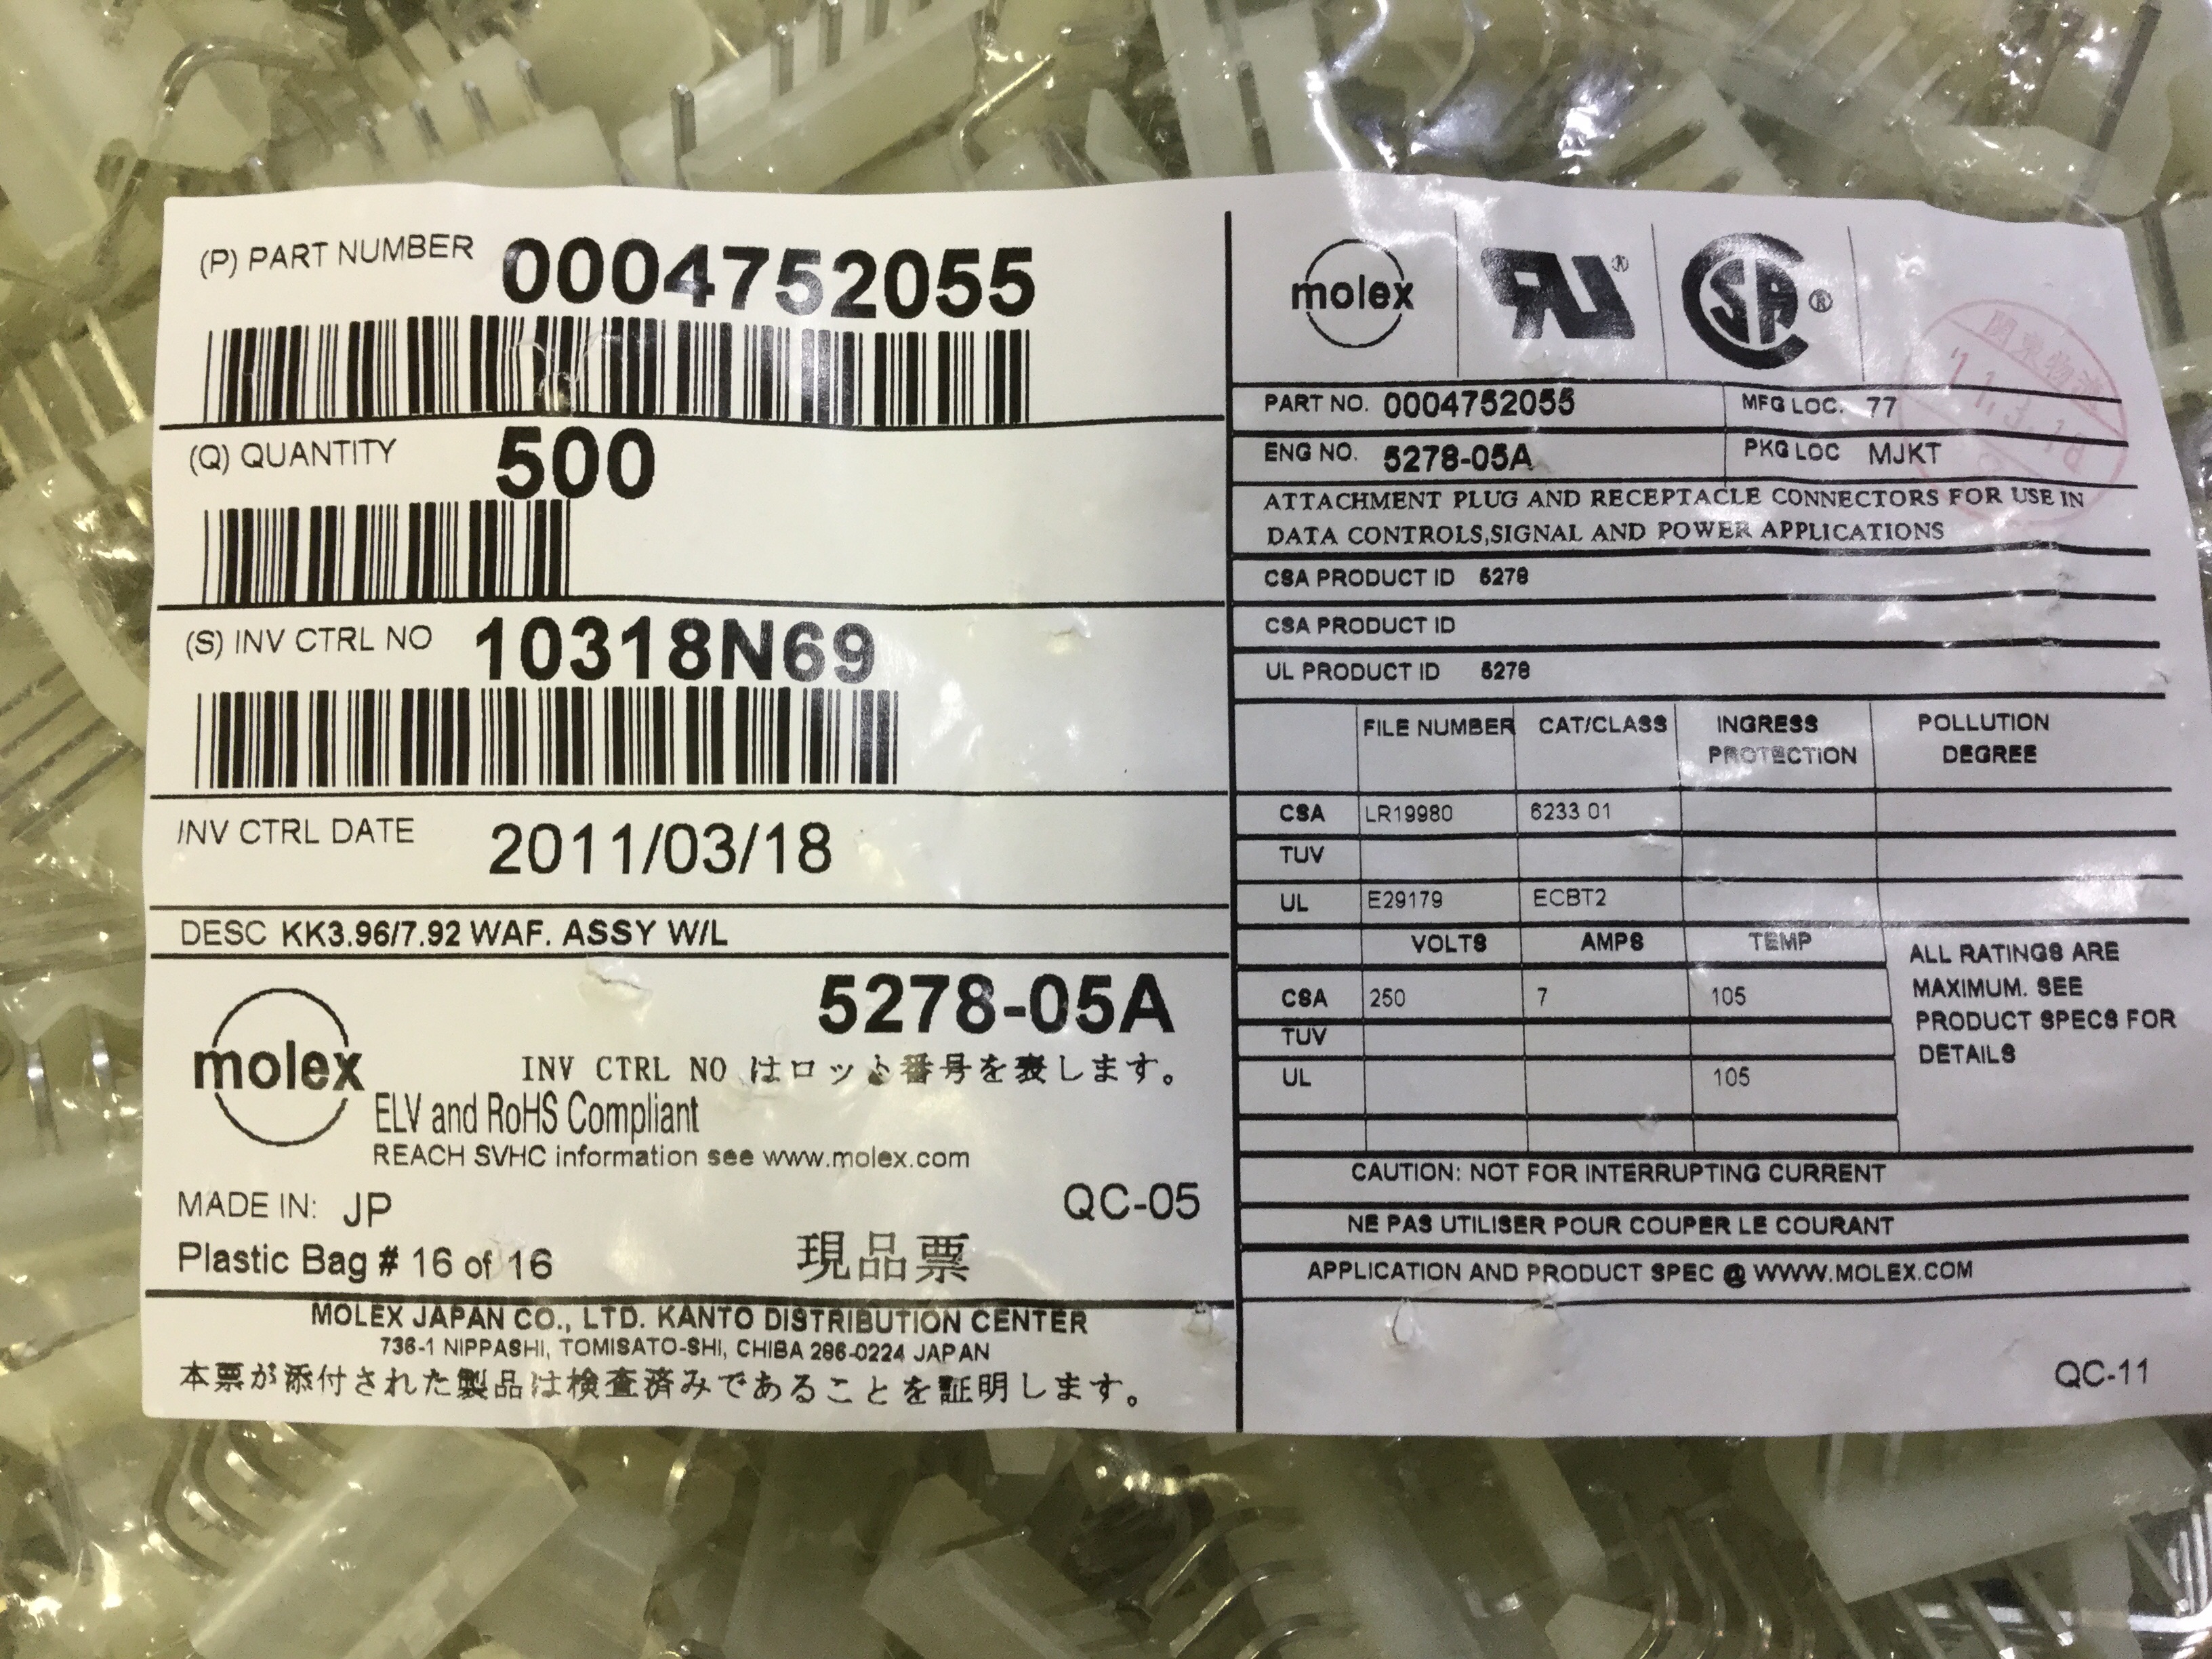 (P) PART NUMBER 0004752055
(Q) QUANTITY 500
(S) INV CTRL NO 10318N69
INV CTRL DATE 2011/03/18
DESC KK3.96/7.92 WAF. ASSY W/L
5278-05A
molex
INV CTRL NO はロット番号を表します。
ELV and RoHS Compliant
REACH SVHC information see www.molex.com
MADE IN: JP
QC-05
Plastic Bag # 16 of 16
現品票
MOLEX JAPAN CO., LTD. KANTO DISTRIBUTION CENTER
736-1 NIPPASHI, TOMISATO-SHI, CHIBA 286-0224 JAPAN
本票が添付された製品は検査済みであることを証明します。
molex RU® CSA®
PART NO. 0004752055 MFG LOC. 77
ENG NO. 5278-05A PKG LOC MJKT
ATTACHMENT PLUG AND RECEPTACLE CONNECTORS FOR USE IN
DATA CONTROLS,SIGNAL AND POWER APPLICATIONS
CSA PRODUCT ID 5278
CSA PRODUCT ID
UL PRODUCT ID 5278
FILE NUMBER CAT/CLASS INGRESS PROTECTION POLLUTION DEGREE
CSA LR19980 6233 01
TUV
UL E29179 ECBT2
VOLTS AMPS TEMP
CSA 250 7 105
TUV
UL 105
ALL RATINGS ARE
MAXIMUM. SEE
PRODUCT SPECS FOR
DETAILS
CAUTION: NOT FOR INTERRUPTING CURRENT
NE PAS UTILISER POUR COUPER LE COURANT
APPLICATION AND PRODUCT SPEC @ WWW.MOLEX.COM
QC-11